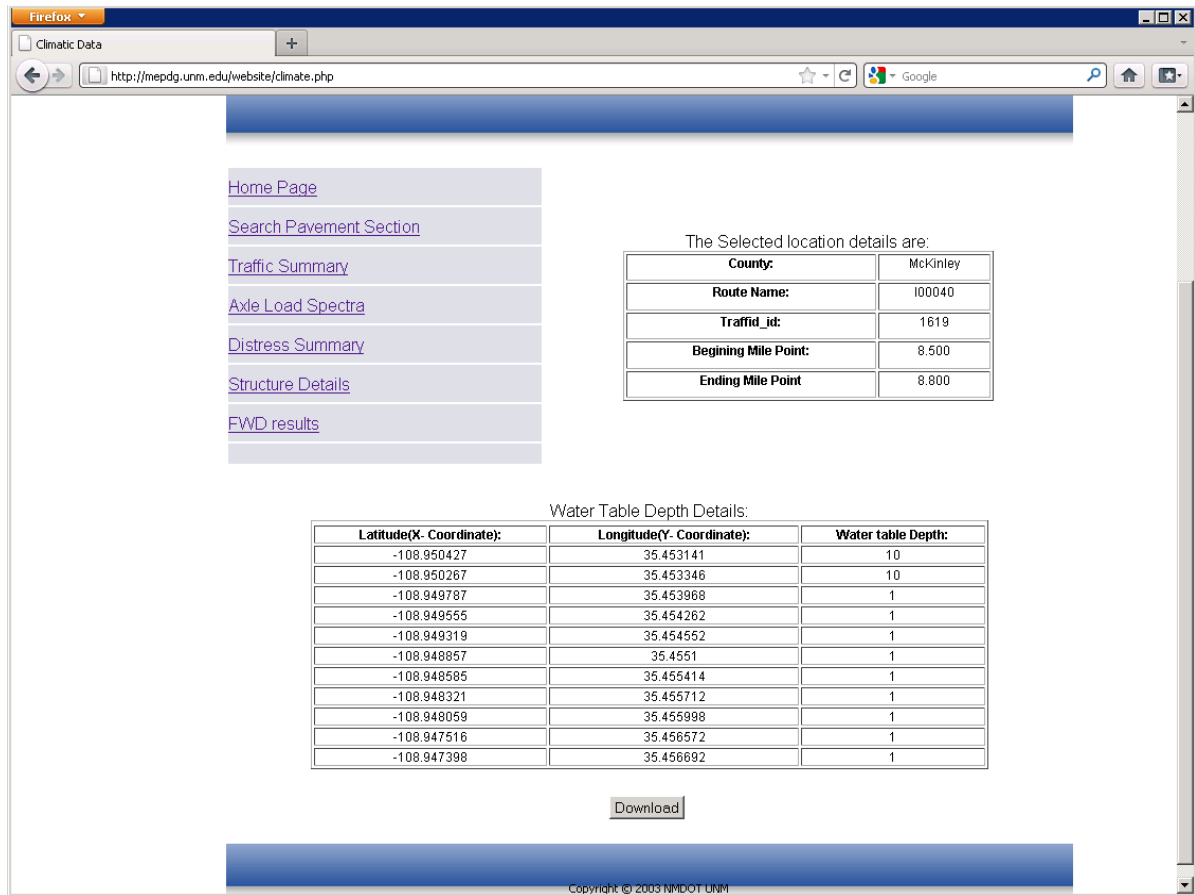 Firefox
Climatic Data
+
http://mepdg.unm.edu/website/climate.php
Google
Home Page
Search Pavement Section
Traffic Summary
Axle Load Spectra
Distress Summary
Structure Details
FWD results
The Selected location details are:
County: McKinley
Route Name: I00040
Traffid_id: 1619
Begining Mile Point: 8.500
Ending Mile Point 8.800
Water Table Depth Details:
Latitude(X- Coordinate): Longitude(Y- Coordinate): Water table Depth:
-108.950427 35.453141 10
-108.950267 35.453346 10
-108.949787 35.453968 1
-108.949555 35.454262 1
-108.949319 35.454552 1
-108.948857 35.4551 1
-108.948585 35.455414 1
-108.948321 35.455712 1
-108.948059 35.455998 1
-108.947516 35.456572 1
-108.947398 35.456692 1
Download
Copyright © 2003 NMDOT UNM